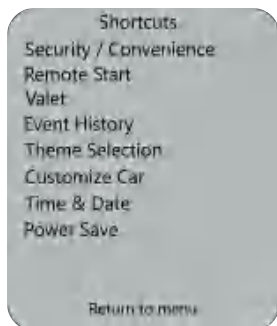 Shortcuts
Security / Convenience
Remote Start
Valet
Event History
Theme Selection
Customize Car
Time & Date
Power Save
Return to menu